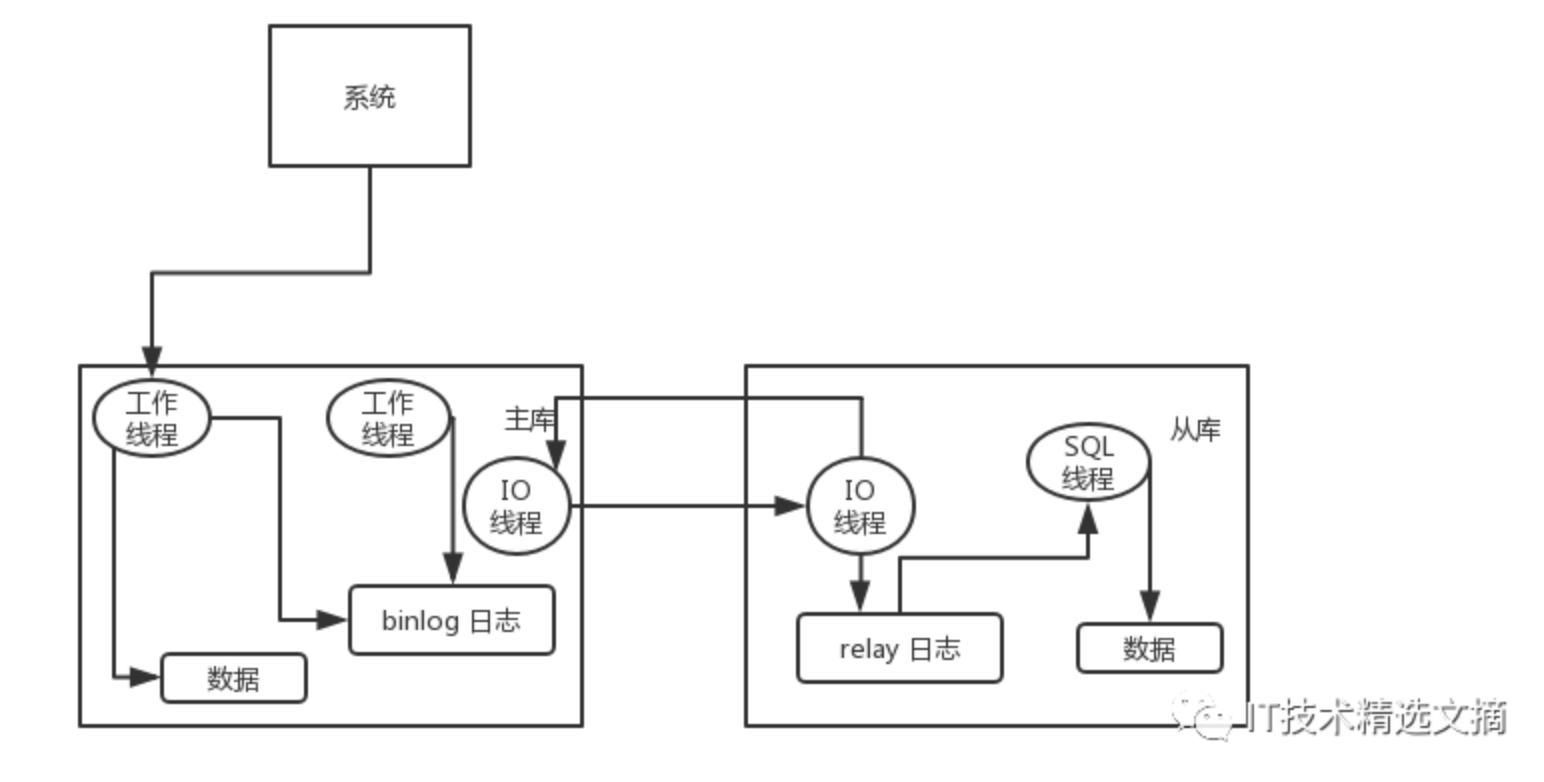 系统
工作
线程
工作
线程
主库
IO
线程
binlog 日志
数据
IO
线程
SQL
线程
从库
relay 日志
数据
IT技术精选文摘